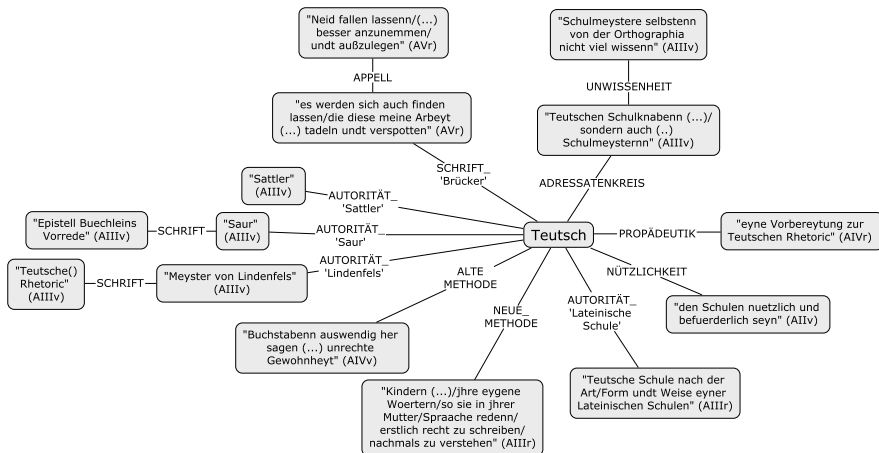 "Neid fallen lassenn/(...)
besser anzunemmen/
undt außzulegen" (AVr)
APPELL
"es werden sich auch finden
lassen/die diese meine Arbeyt
(...) tadeln undt verspotten" (AVr)
SCHRIFT_
'Brücker'
"Schulmeystere selbstenn
von der Orthographia
nicht viel wissenn" (AIIIv)
UNWISSENHEIT
"Teutschen Schulknabenn (...)/
sondern auch (..)
Schulmeysternn" (AIIIv)
ADRESSATENKREIS
"Sattler"
(AIIIv)
AUTORITÄT_
'Sattler'
"Epistell Buechleins
Vorrede" (AIIIv)
SCHRIFT
"Saur"
(AIIIv)
AUTORITÄT_
'Saur'
Teutsch
PROPÄDEUTIK
"eyne Vorbereytung zur
Teutschen Rhetoric" (AIVr)
"Teutsche()
Rhetoric"
(AIIIv)
SCHRIFT
"Meyster von Lindenfels"
(AIIIv)
AUTORITÄT_
'Lindenfels'
ALTE
METHODE
"Buchstabenn auswendig her
sagen (...) unrechte
Gewohnheyt" (AIVv)
NEUE_
METHODE
"Kindern (...)/jhre eygene
Woertern/so sie in jhrer
Mutter/Spraache redenn/
erstlich recht zu schreiben/
nachmals zu verstehen" (AIIIr)
AUTORITÄT_
'Lateinische
Schule'
"Teutsche Schule nach der
Art/Form undt Weise eyner
Lateinischen Schulen" (AIIIr)
NÜTZLICHKEIT
"den Schulen nuetzlich und
befuerderlich seyn" (AIIv)